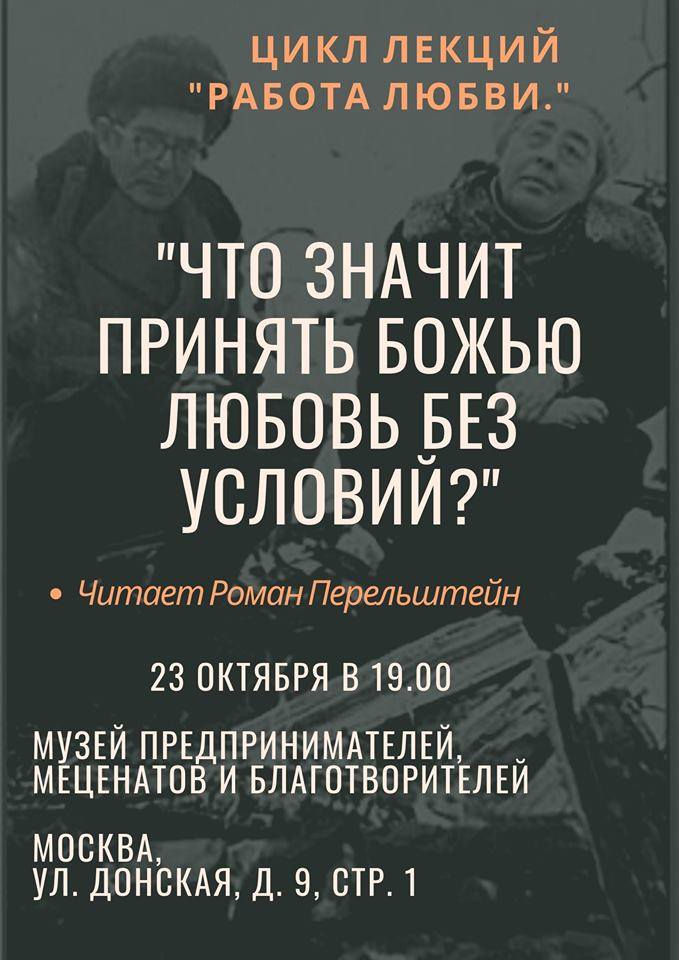 ЦИКЛ ЛЕКЦИЙ
"РАБОТА ЛЮБВИ."
"ЧТО ЗНАЧИТ
ПРИНЯТЬ БОЖЬЮ
ЛЮБОВЬ БЕЗ
УСЛОВИЙ?"
• Читает Роман Перельштейн
23 ОКТЯБРЯ В 19.00
МУЗЕЙ ПРЕДПРИНИМАТЕЛЕЙ,
МЕЦЕНАТОВ И БЛАГОТВОРИТЕЛЕЙ
МОСКВА,
УЛ. ДОНСКАЯ, Д. 9, СТР. 1